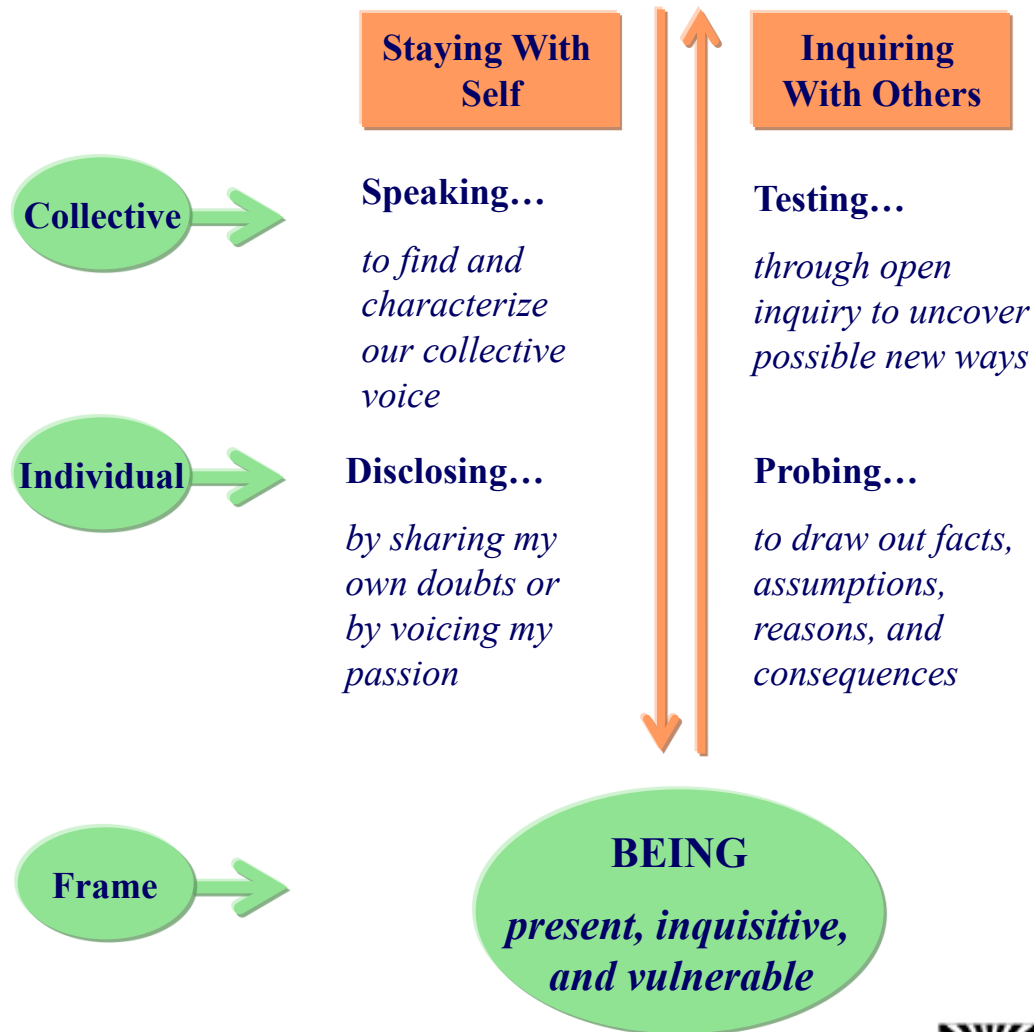 Staying With
Self
Inquiring
With Others
Collective
Speaking…
to find and
characterize
our collective
voice
Testing…
through open
inquiry to uncover
possible new ways
Individual
Disclosing…
by sharing my
own doubts or
by voicing my
passion
Probing…
to draw out facts,
assumptions,
reasons, and
consequences
Frame
BEING
present, inquisitive,
and vulnerable